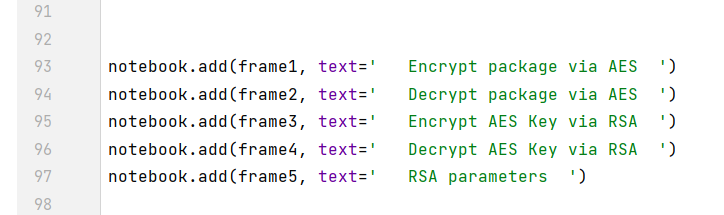 91
92
93 notebook.add(frame1, text='   Encrypt package via AES  ')
94 notebook.add(frame2, text='   Decrypt package via AES  ')
95 notebook.add(frame3, text='   Encrypt AES Key via RSA  ')
96 notebook.add(frame4, text='   Decrypt AES Key via RSA  ')
97 notebook.add(frame5, text='   RSA parameters  ')
98